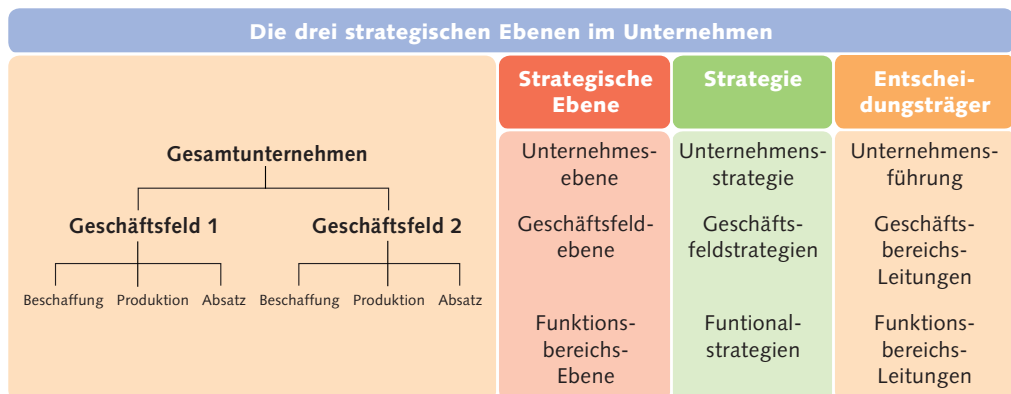 Die drei strategischen Ebenen im Unternehmen
Strategische
Ebene
Strategie
Entschei-
dungsträger
Gesamtunternehmen
Unternehmes-
ebene
Unternehmens-
strategie
Unternehmens-
führung
Geschäftsfeld 1
Geschäftsfeld 2
Geschäftsfeld-
ebene
Geschäfts-
feldstrategien
Geschäfts-
bereichs-
Leitungen
Beschaffung Produktion Absatz
Beschaffung Produktion Absatz
Funktions-
bereichs-
Ebene
Funtional-
strategien
Funktions-
bereichs-
Leitungen